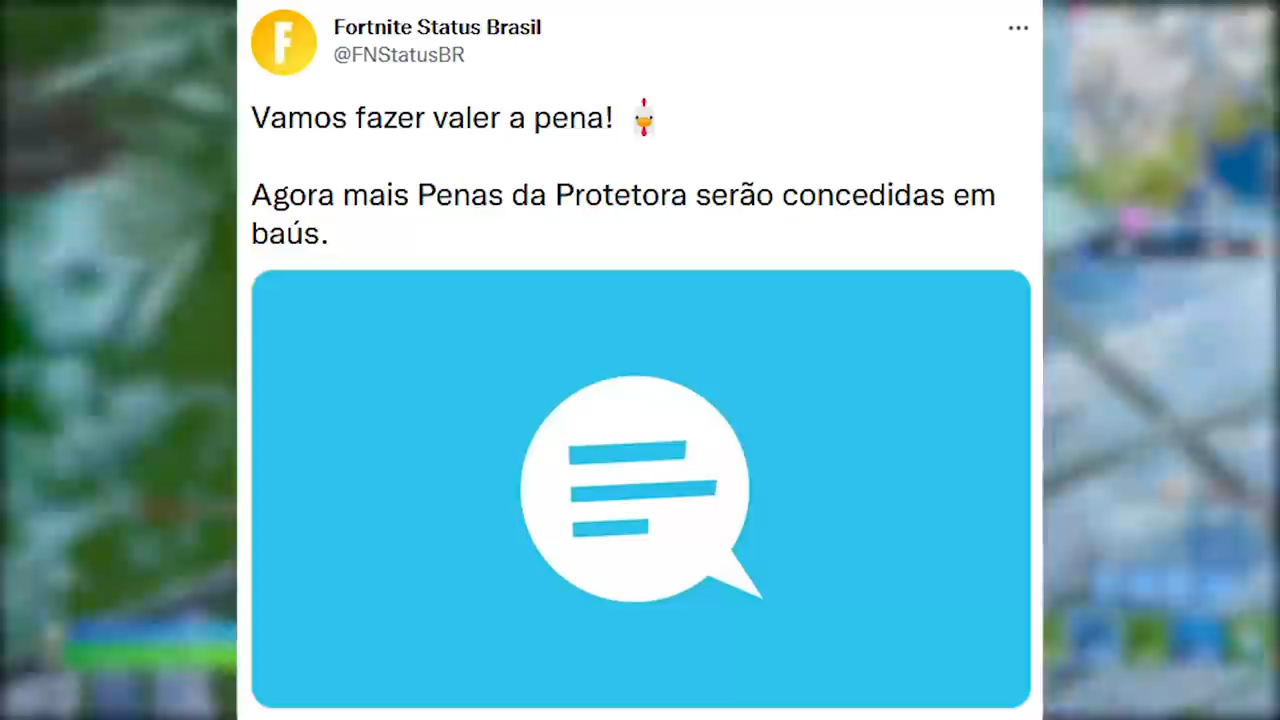 Fortnite Status Brasil
@FNStatusBR
Vamos fazer valer a pena! 🐔
Agora mais Penas da Protetora serão concedidas em
baús.